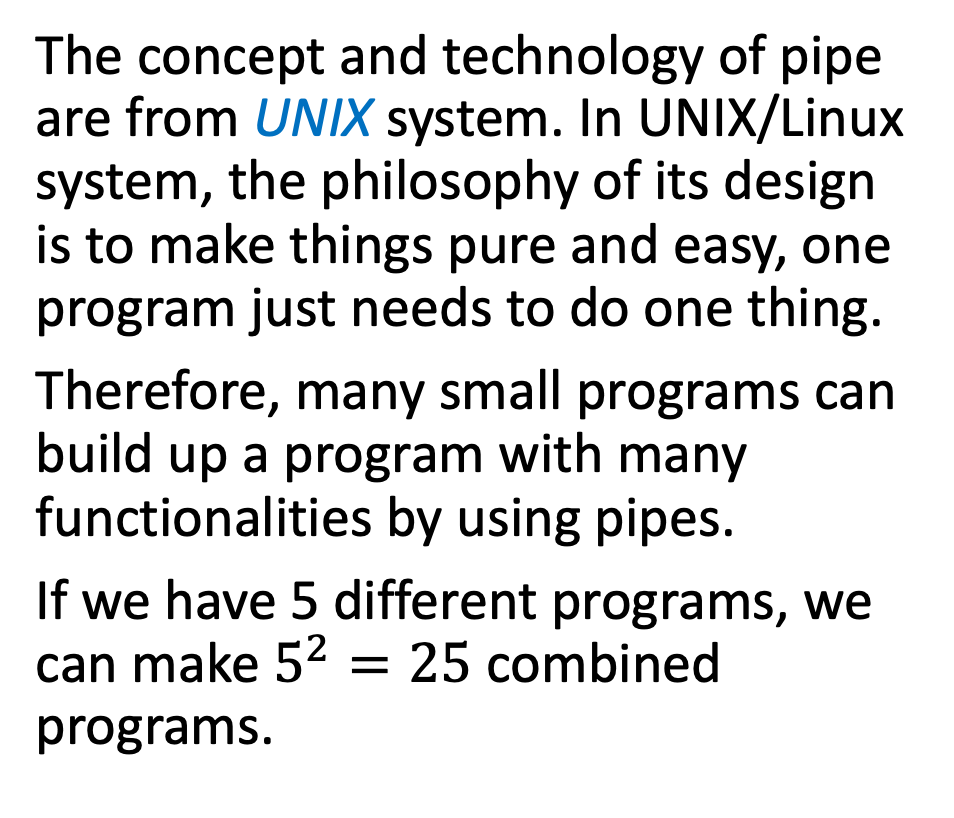 The concept and technology of pipe
are from UNIX system. In UNIX/Linux
system, the philosophy of its design
is to make things pure and easy, one
program just needs to do one thing.
Therefore, many small programs can
build up a program with many
functionalities by using pipes.
If we have 5 different programs, we
can make 5² = 25 combined
programs.